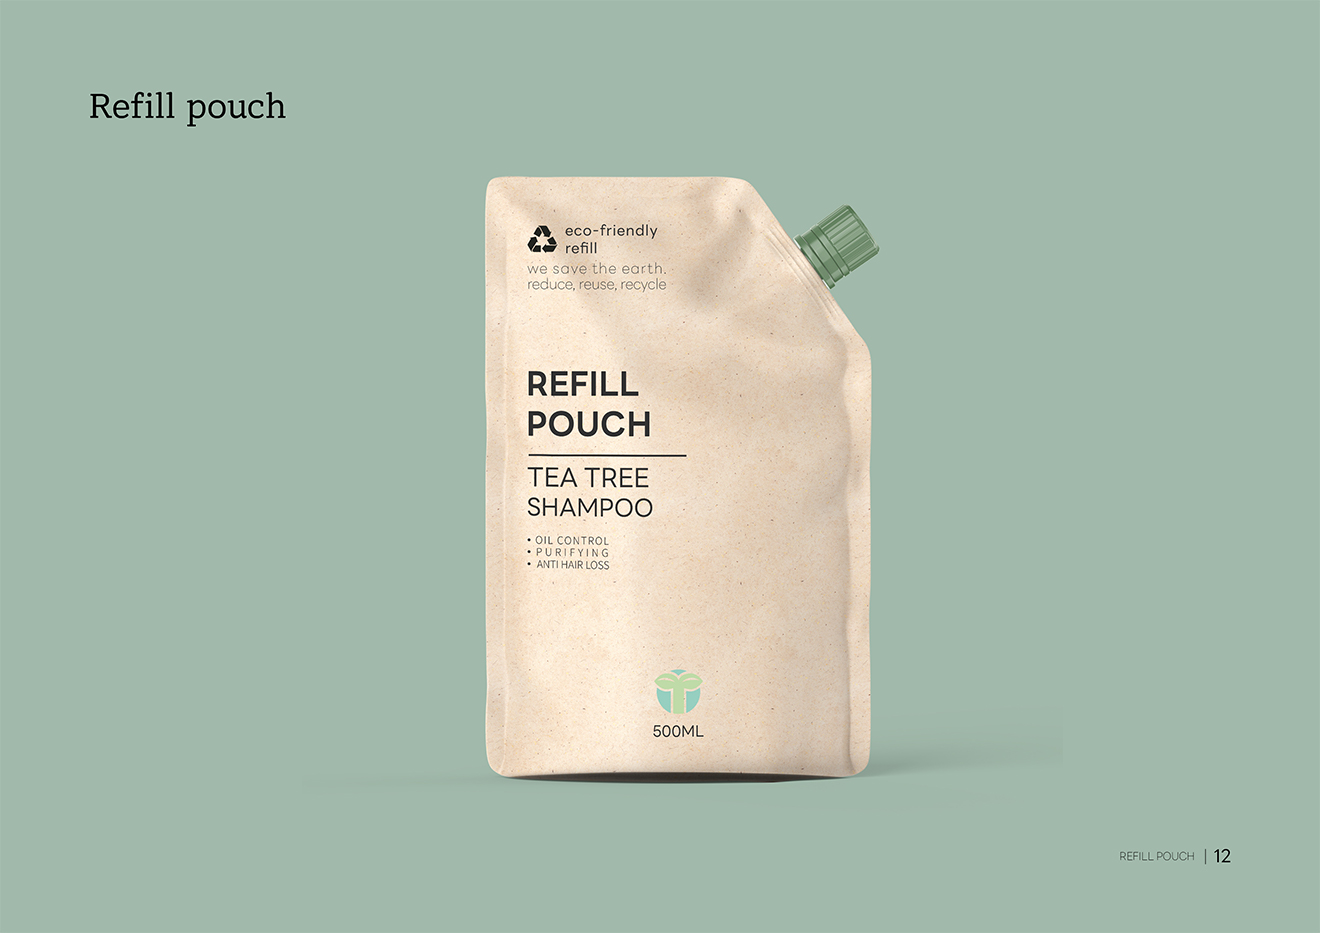 Refill pouch
eco-friendly
refill
we save the earth.
reduce, reuse, recycle
REFILL
POUCH
TEA TREE
SHAMPOO
• OIL CONTROL
• PURIFYING
• ANTI HAIR LOSS
500ML
REFILL POUCH | 12